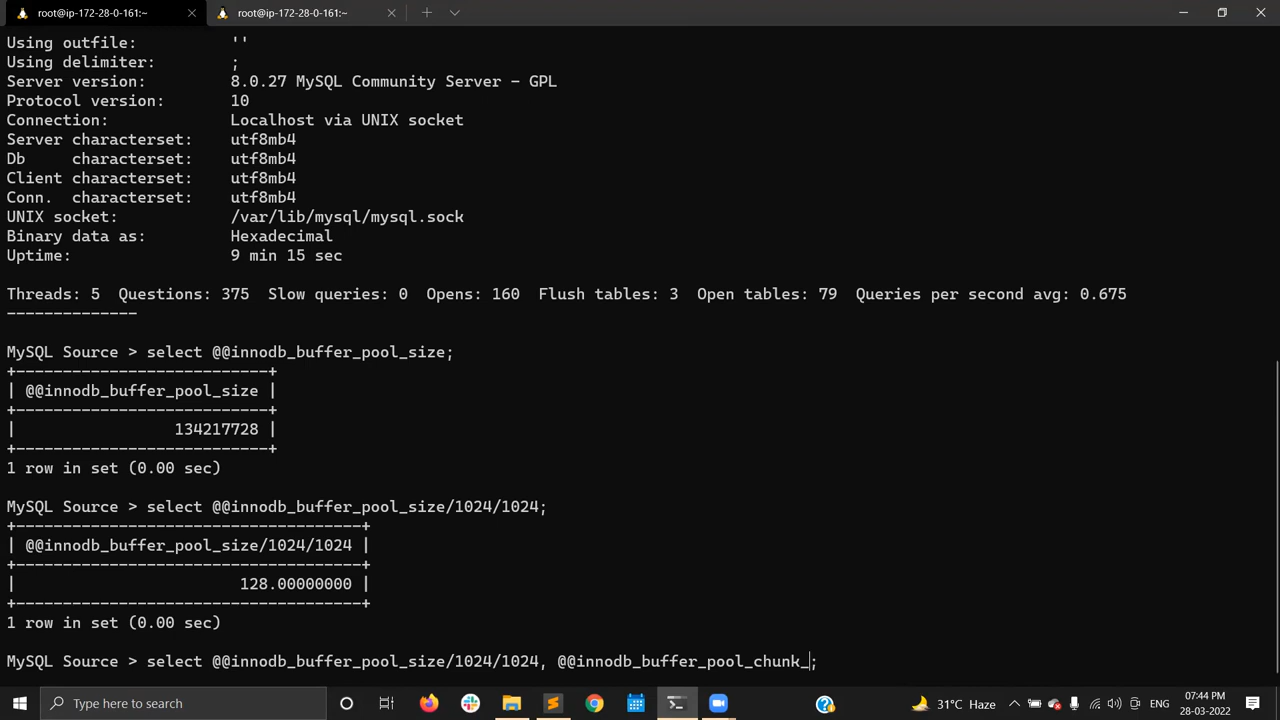 root@ip-172-28-0-161:~
root@ip-172-28-0-161:~
Using outfile: ''
Using delimiter: ;
Server version: 8.0.27 MySQL Community Server - GPL
Protocol version: 10
Connection: Localhost via UNIX socket
Server characterset: utf8mb4
Db characterset: utf8mb4
Client characterset: utf8mb4
Conn. characterset: utf8mb4
UNIX socket: /var/lib/mysql/mysql.sock
Binary data as: Hexadecimal
Uptime: 9 min 15 sec
Threads: 5 Questions: 375 Slow queries: 0 Opens: 160 Flush tables: 3 Open tables: 79 Queries per second avg: 0.675
--------------
MySQL Source > select @@innodb_buffer_pool_size;
+---------------------------+
| @@innodb_buffer_pool_size |
+---------------------------+
| 134217728 |
+---------------------------+
1 row in set (0.00 sec)
MySQL Source > select @@innodb_buffer_pool_size/1024/1024;
+-------------------------------------+
| @@innodb_buffer_pool_size/1024/1024 |
+-------------------------------------+
| 128.00000000 |
+-------------------------------------+
1 row in set (0.00 sec)
MySQL Source > select @@innodb_buffer_pool_size/1024/1024, @@innodb_buffer_pool_chunk_;
Type here to search
31°C Haze
ENG
07:44 PM
28-03-2022